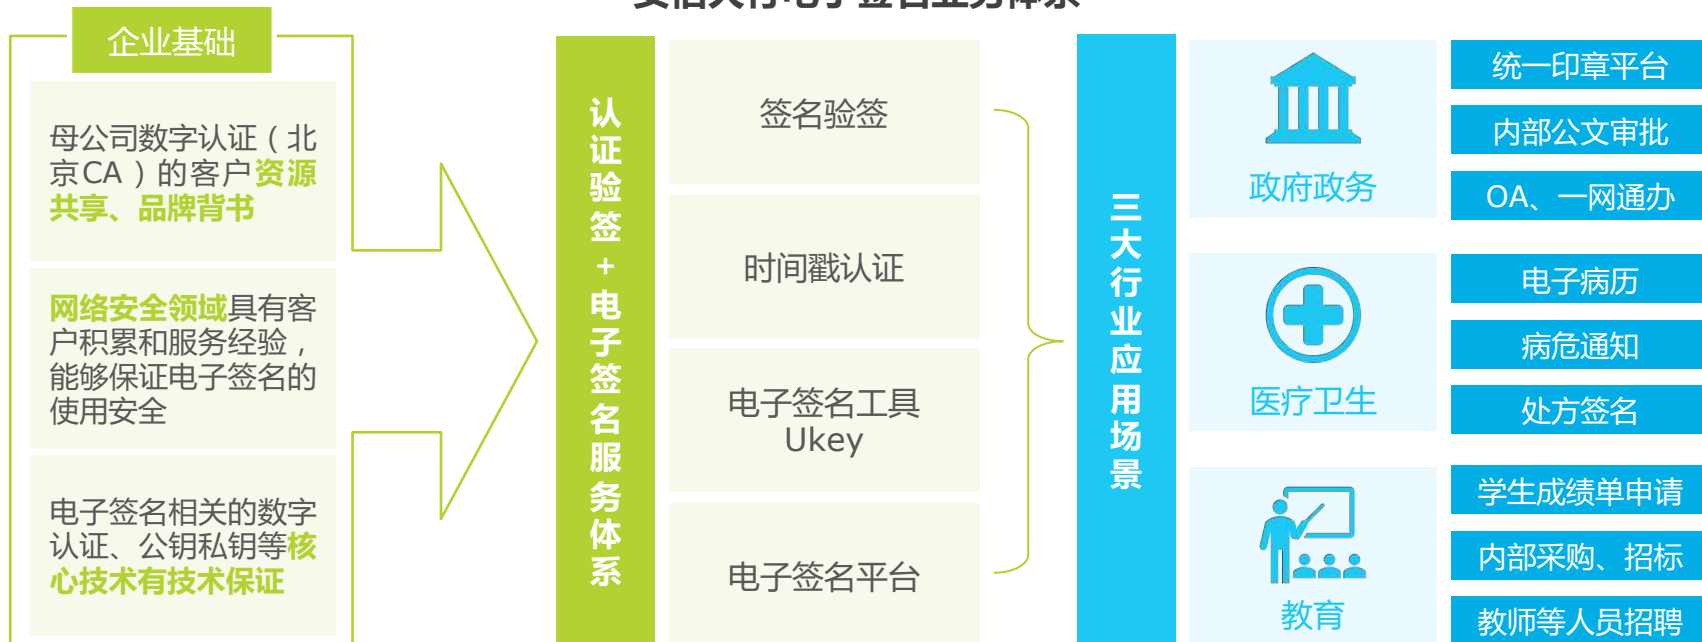 企业基础
母公司数字认证（北
京CA）的客户资源
共享、品牌背书
网络安全领域具有客
户积累和服务经验，
能够保证电子签名的
使用安全
电子签名相关的数字
认证、公钥私钥等核
心技术有技术保证
认证验签+电子签名服务体系
签名验签
时间戳认证
电子签名工具
Ukey
电子签名平台
三大行业应用场景
政府政务
统一印章平台
内部公文审批
OA、一网通办
医疗卫生
电子病历
病危通知
处方签名
教育
学生成绩单申请
内部采购、招标
教师等人员招聘